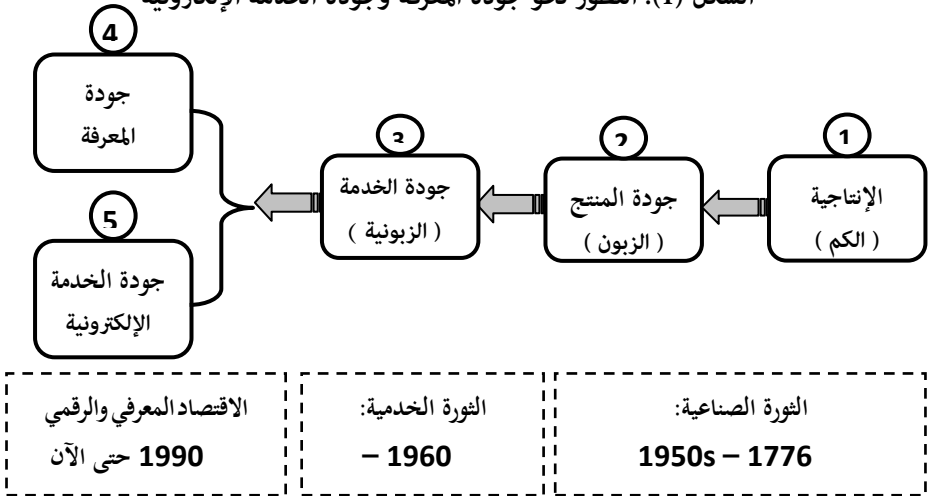 الشكل (1): التطور نحو جودة المعرفة وجودة الخدمة الإلكترونية
1
الإنتاجية
( الكم )
2
جودة المنتج
( الزبون )
3
جودة الخدمة
( الزبونية )
4
جودة
المعرفة
5
جودة الخدمة
الإلكترونية
الثورة الصناعية:
1776 – 1950s
الثورة الخدمية:
1960 –
الاقتصاد المعرفي والرقمي
1990 حتى الآن